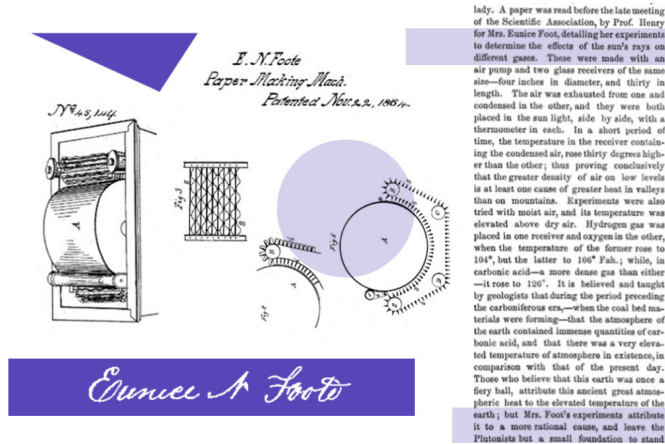 E. N. Foote
Paper Making Mach.
Patented Nov. 22, 1864.
No. 45,144.
Fig 3
Fig 2
A
A
B
A
Eunice N Foote
lady. A paper was read before the late meeting
of the Scientific Association, by Prof. Henry
for Mrs. Eunice Foot, detailing her experiments
to determine the effects of the sun's rays on
different gases. These were made with an
air pump and two glass receivers of the same
size—four inches in diameter, and thirty in
length. The air was exhausted from one and
condensed in the other, and they were both
placed in the sun light, side by side, with a
thermometer in each. In a short period of
time, the temperature in the receiver contain-
ing the condensed air, rose thirty degrees high-
er than the other; thus proving conclusively
that the greater density of air on low levels
is at least one cause of greater heat in valleys
than on mountains. Experiments were also
tried with moist air, and its temperature was
elevated above dry air. Hydrogen gas was
placed in one receiver and oxygen in the other,
when the temperature of the former rose to
104°, but the latter to 106° Fah.; while, in
carbonic acid—a more dense gas than either
—it rose to 126°. It is believed and taught
by geologists that during the period preceding
the carboniferous era,—when the coal bed ma-
terials were forming—that the atmosphere of
the earth contained immense quantities of car-
bonic acid, and that there was a very eleva-
ted temperature of atmosphere in existence, in
comparison with that of the present day.
Those who believe that this earth was once a
fiery ball, attribute this ancient great atmos-
pheric heat to the elevated temperature of the
earth; but Mrs. Foot's experiments attribute
it to a more rational cause, and leave the
Plutonists but a small foundation to stand